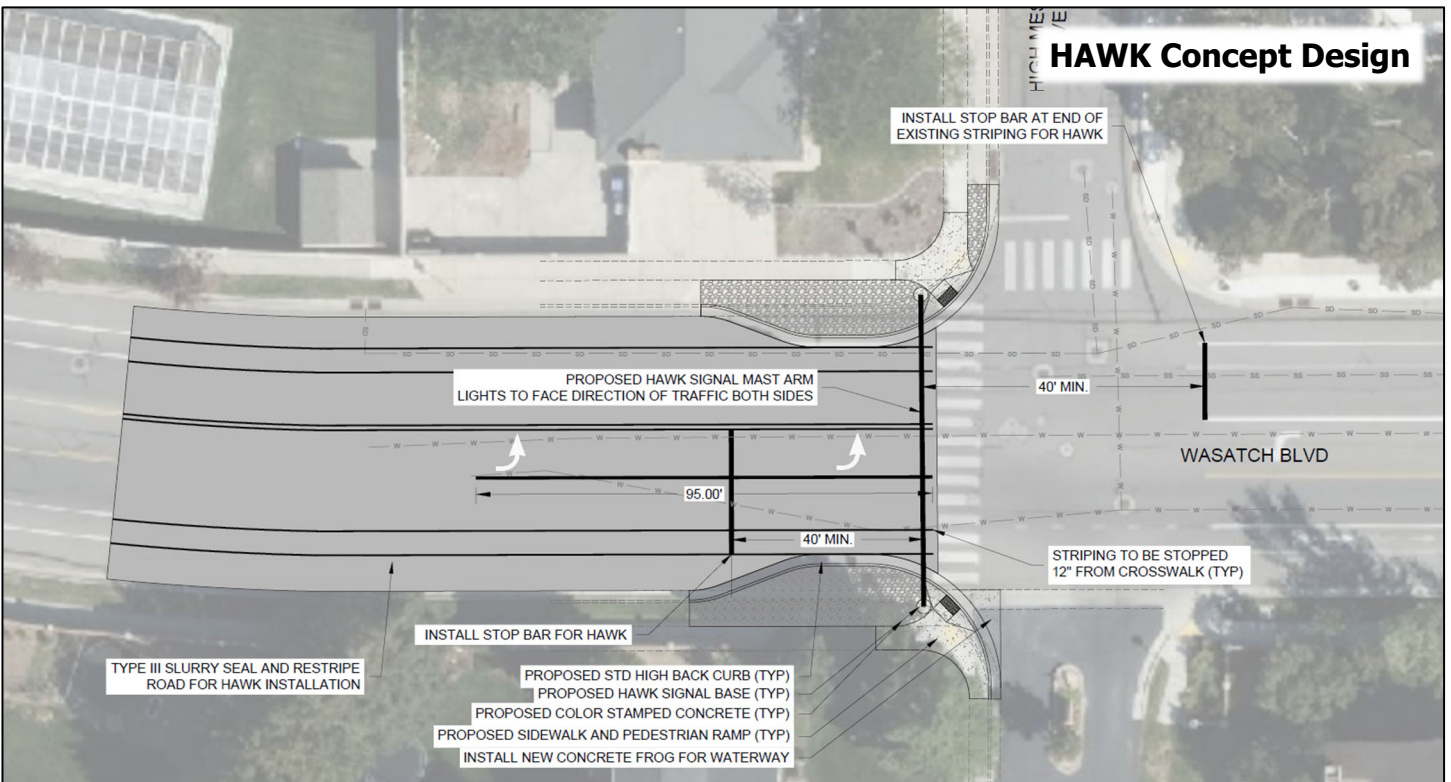 HAWK Concept Design
HIGH MES
VE
INSTALL STOP BAR AT END OF
EXISTING STRIPING FOR HAWK
PROPOSED HAWK SIGNAL MAST ARM
LIGHTS TO FACE DIRECTION OF TRAFFIC BOTH SIDES
40' MIN.
WASATCH BLVD
95.00'
40' MIN.
STRIPING TO BE STOPPED
12" FROM CROSSWALK (TYP)
INSTALL STOP BAR FOR HAWK
TYPE III SLURRY SEAL AND RESTRIPE
ROAD FOR HAWK INSTALLATION
PROPOSED STD HIGH BACK CURB (TYP)
PROPOSED HAWK SIGNAL BASE (TYP)
PROPOSED COLOR STAMPED CONCRETE (TYP)
PROPOSED SIDEWALK AND PEDESTRIAN RAMP (TYP)
INSTALL NEW CONCRETE FROG FOR WATERWAY